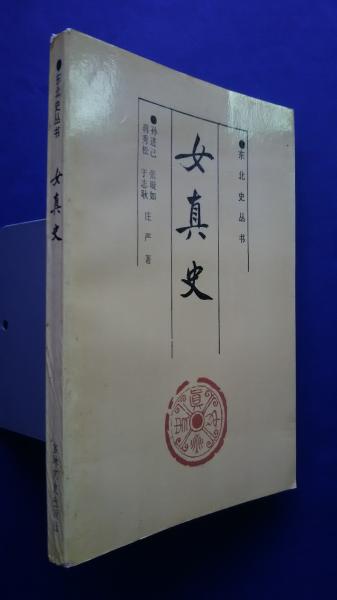 东北史丛书
女真史
孙进己 张璇如
蒋秀松 于志耿 庄严 著
东北史丛书
女真史